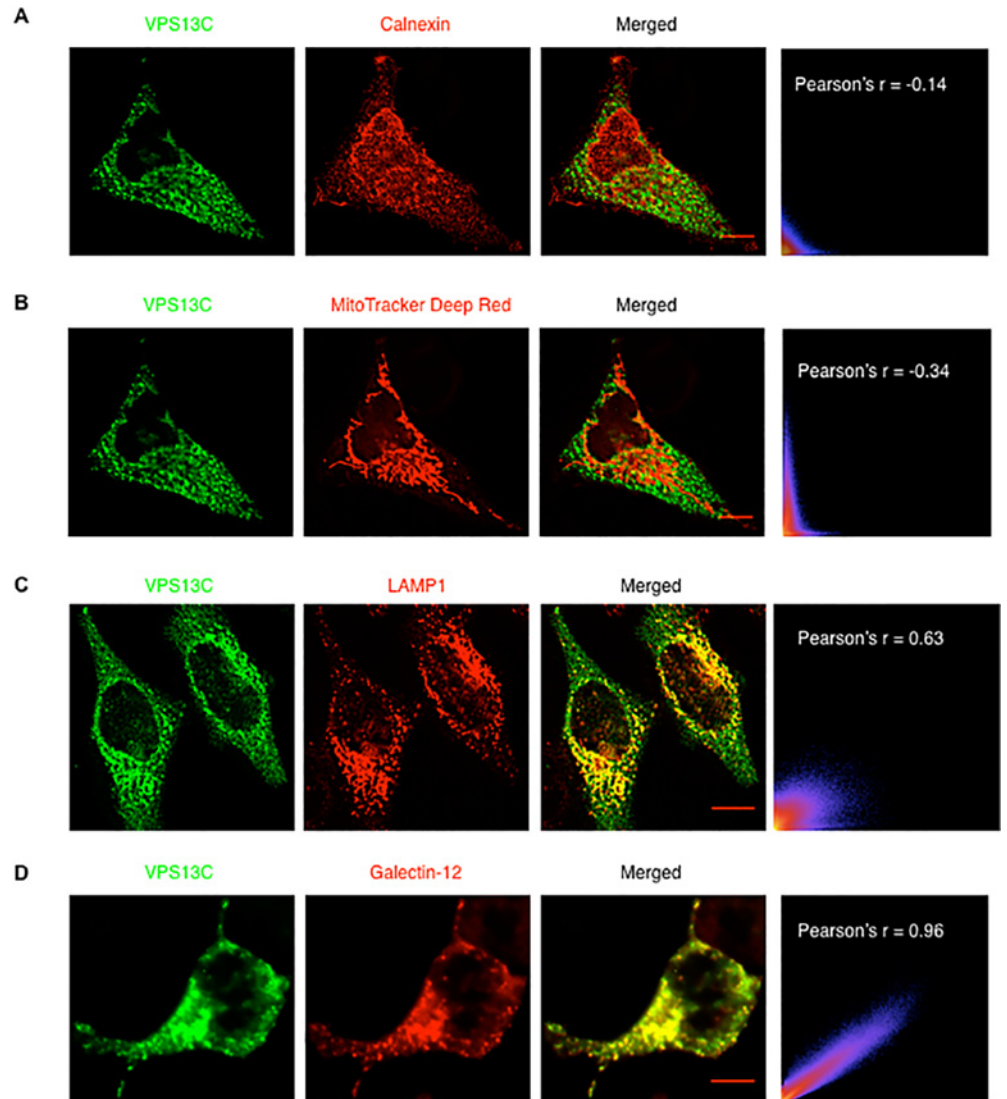 A
VPS13C Calnexin Merged
Pearson's r = -0.14
B
VPS13C MitoTracker Deep Red Merged
Pearson's r = -0.34
C
VPS13C LAMP1 Merged
Pearson's r = 0.63
D
VPS13C Galectin-12 Merged
Pearson's r = 0.96